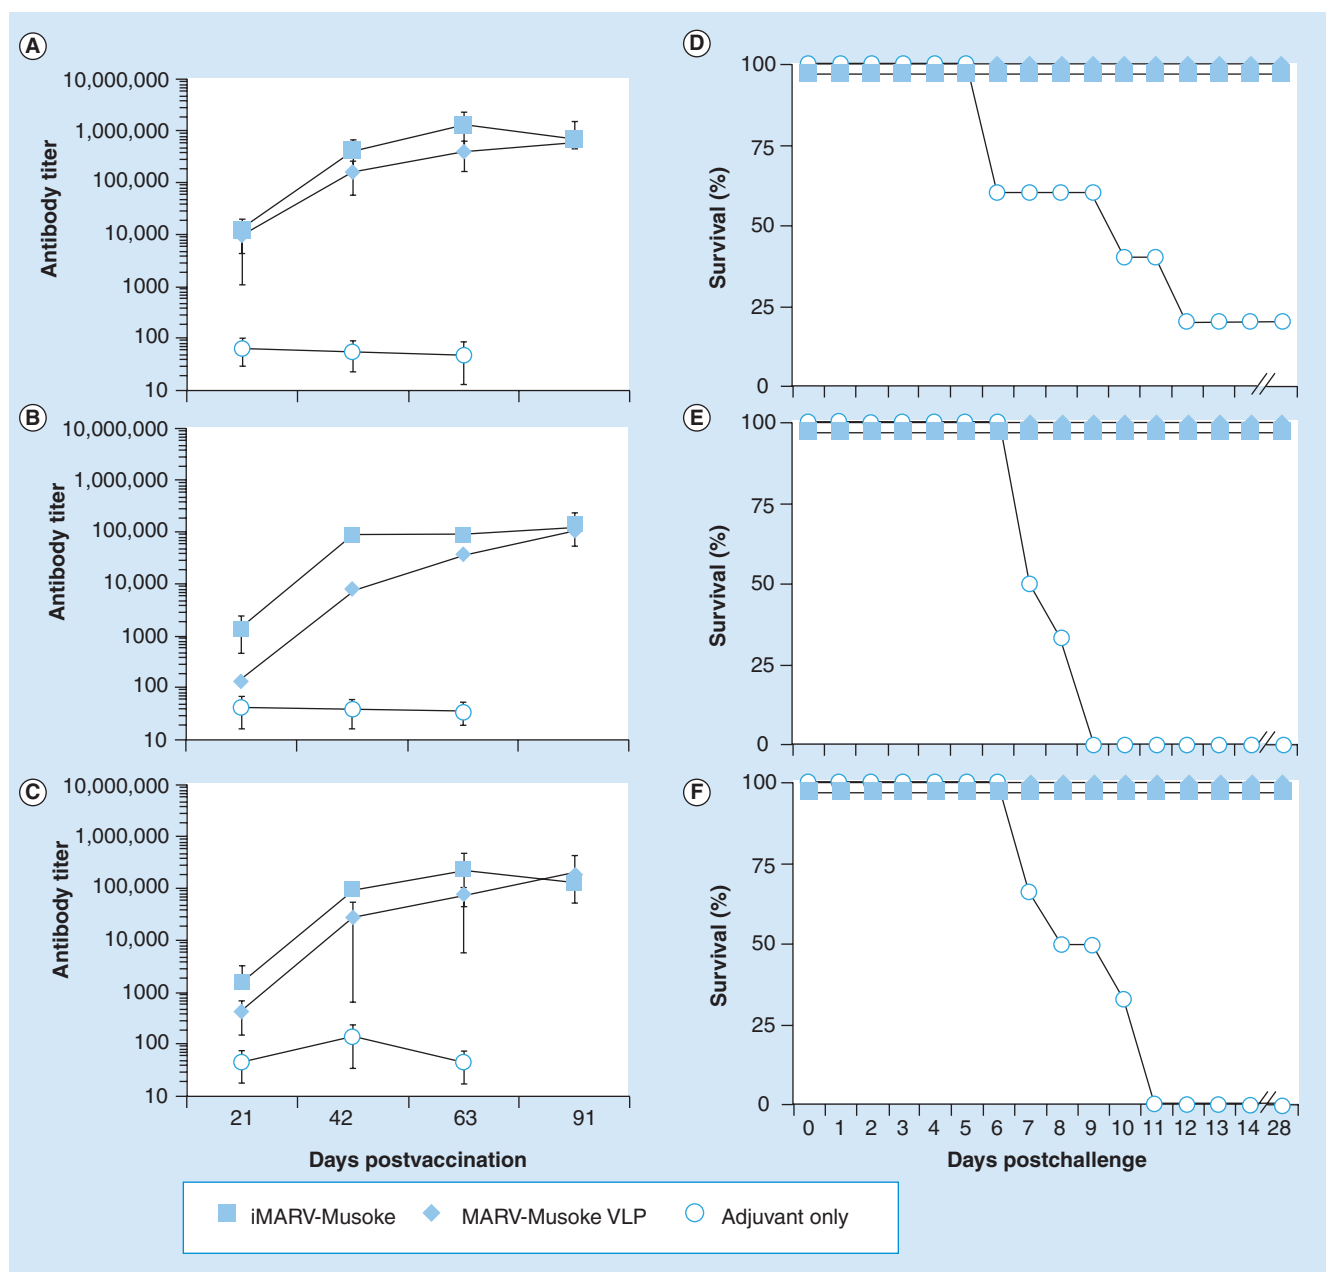 A
10,000,000
1,000,000
100,000
10,000
1000
100
10
Antibody titer
B
10,000,000
1,000,000
100,000
10,000
1000
100
10
Antibody titer
C
10,000,000
1,000,000
100,000
10,000
1000
100
10
Antibody titer
21 42 63 91
Days postvaccination
D
100
75
50
25
0
Survival (%)
E
100
75
50
25
0
Survival (%)
F
100
75
50
25
0
Survival (%)
0 1 2 3 4 5 6 7 8 9 10 11 12 13 14 28
Days postchallenge
iMARV-Musoke MARV-Musoke VLP Adjuvant only